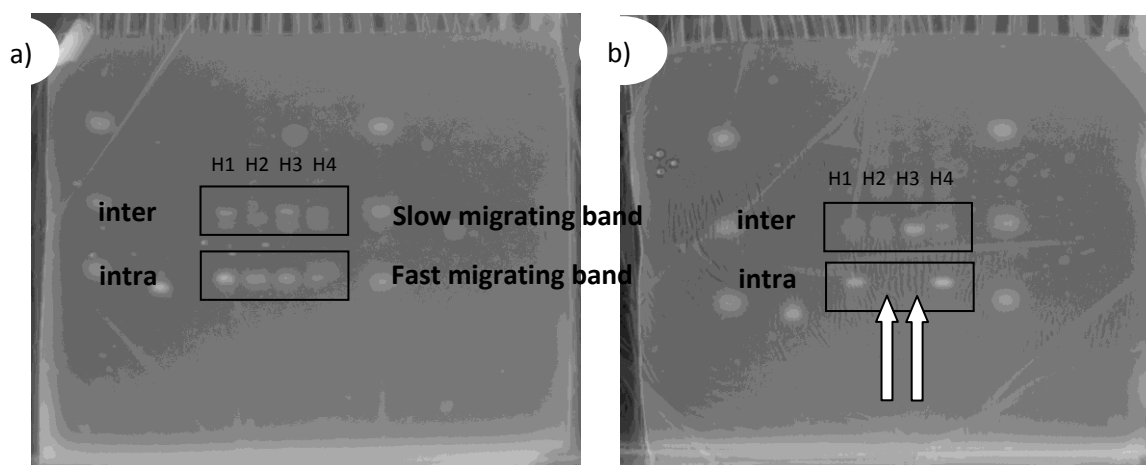 a)
H1 H2 H3 H4
inter
Slow migrating band
intra
Fast migrating band
b)
H1 H2 H3 H4
inter
intra